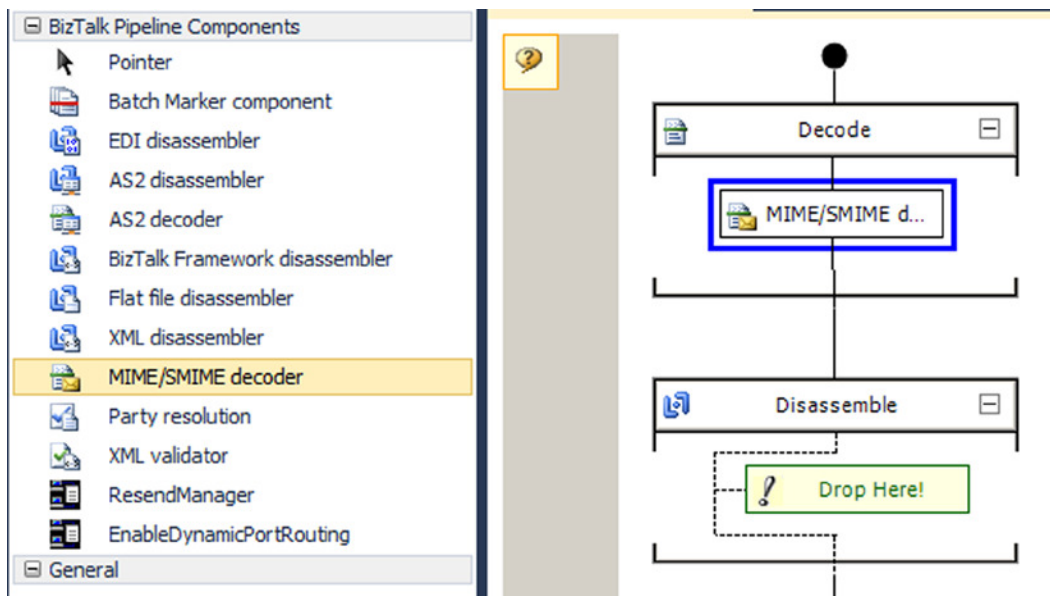 BizTalk Pipeline Components
Pointer
Batch Marker component
EDI disassembler
AS2 disassembler
AS2 decoder
BizTalk Framework disassembler
Flat file disassembler
XML disassembler
MIME/SMIME decoder
Party resolution
XML validator
ResendManager
EnableDynamicPortRouting
General
Decode
MIME/SMIME d...
Disassemble
Drop Here!